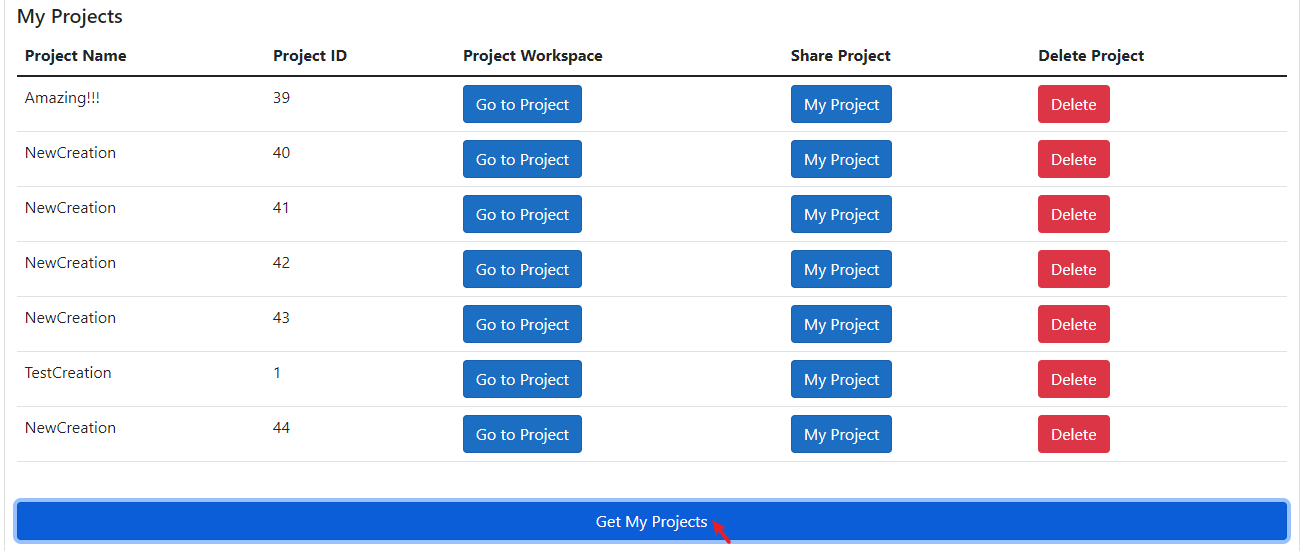 My Projects
Project Name Project ID Project Workspace Share Project Delete Project
Amazing!!! 39 Go to Project My Project Delete
NewCreation 40 Go to Project My Project Delete
NewCreation 41 Go to Project My Project Delete
NewCreation 42 Go to Project My Project Delete
NewCreation 43 Go to Project My Project Delete
TestCreation 1 Go to Project My Project Delete
NewCreation 44 Go to Project My Project Delete
Get My Projects